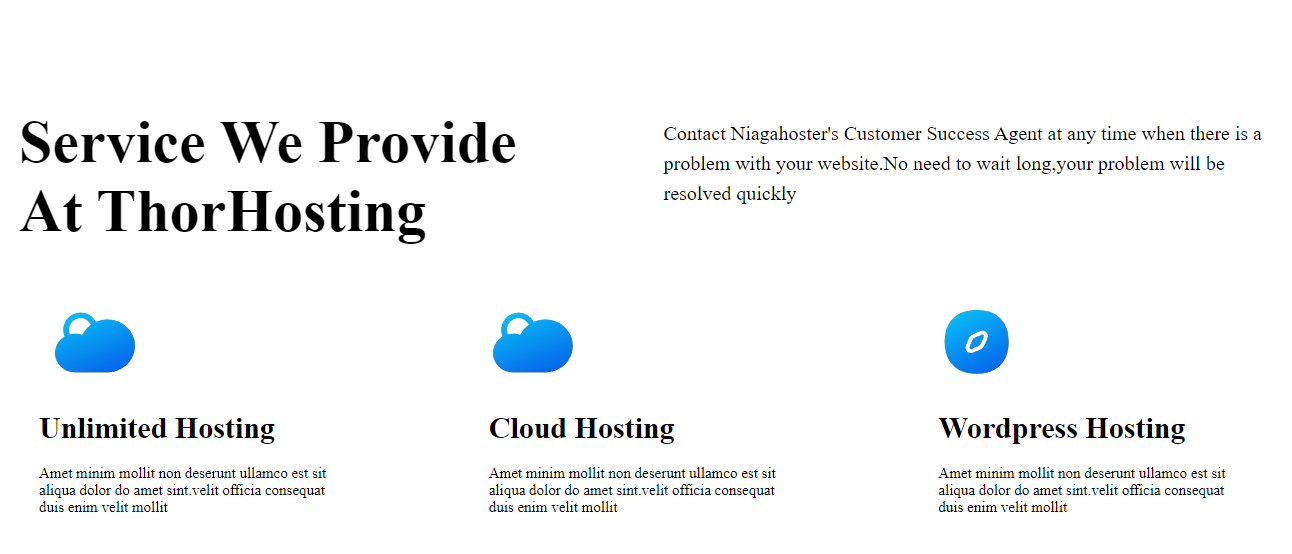 Service We Provide
At ThorHosting
Contact Niagahoster's Customer Success Agent at any time when there is a
problem with your website.No need to wait long,your problem will be
resolved quickly
Unlimited Hosting
Amet minim mollit non deserunt ullamco est sit
aliqua dolor do amet sint.velit officia consequat
duis enim velit mollit
Cloud Hosting
Amet minim mollit non deserunt ullamco est sit
aliqua dolor do amet sint.velit officia consequat
duis enim velit mollit
Wordpress Hosting
Amet minim mollit non deserunt ullamco est sit
aliqua dolor do amet sint.velit officia consequat
duis enim velit mollit